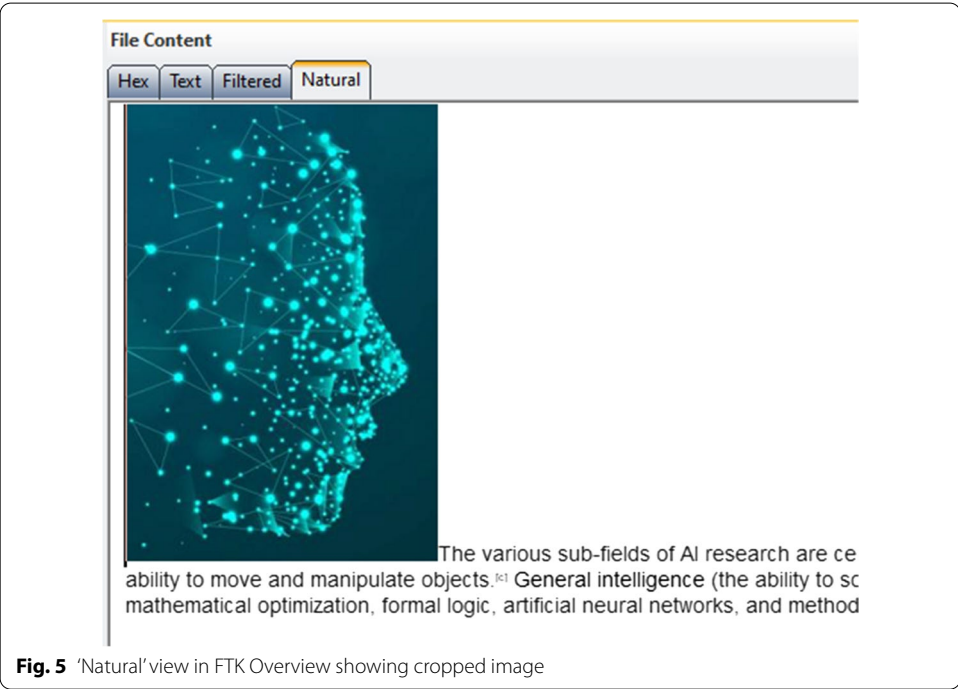 File Content
Hex Text Filtered Natural
The various sub-fields of AI research are ce
ability to move and manipulate objects.[c] General intelligence (the ability to sc
mathematical optimization, formal logic, artificial neural networks, and method
Fig. 5 ‘Natural’ view in FTK Overview showing cropped image